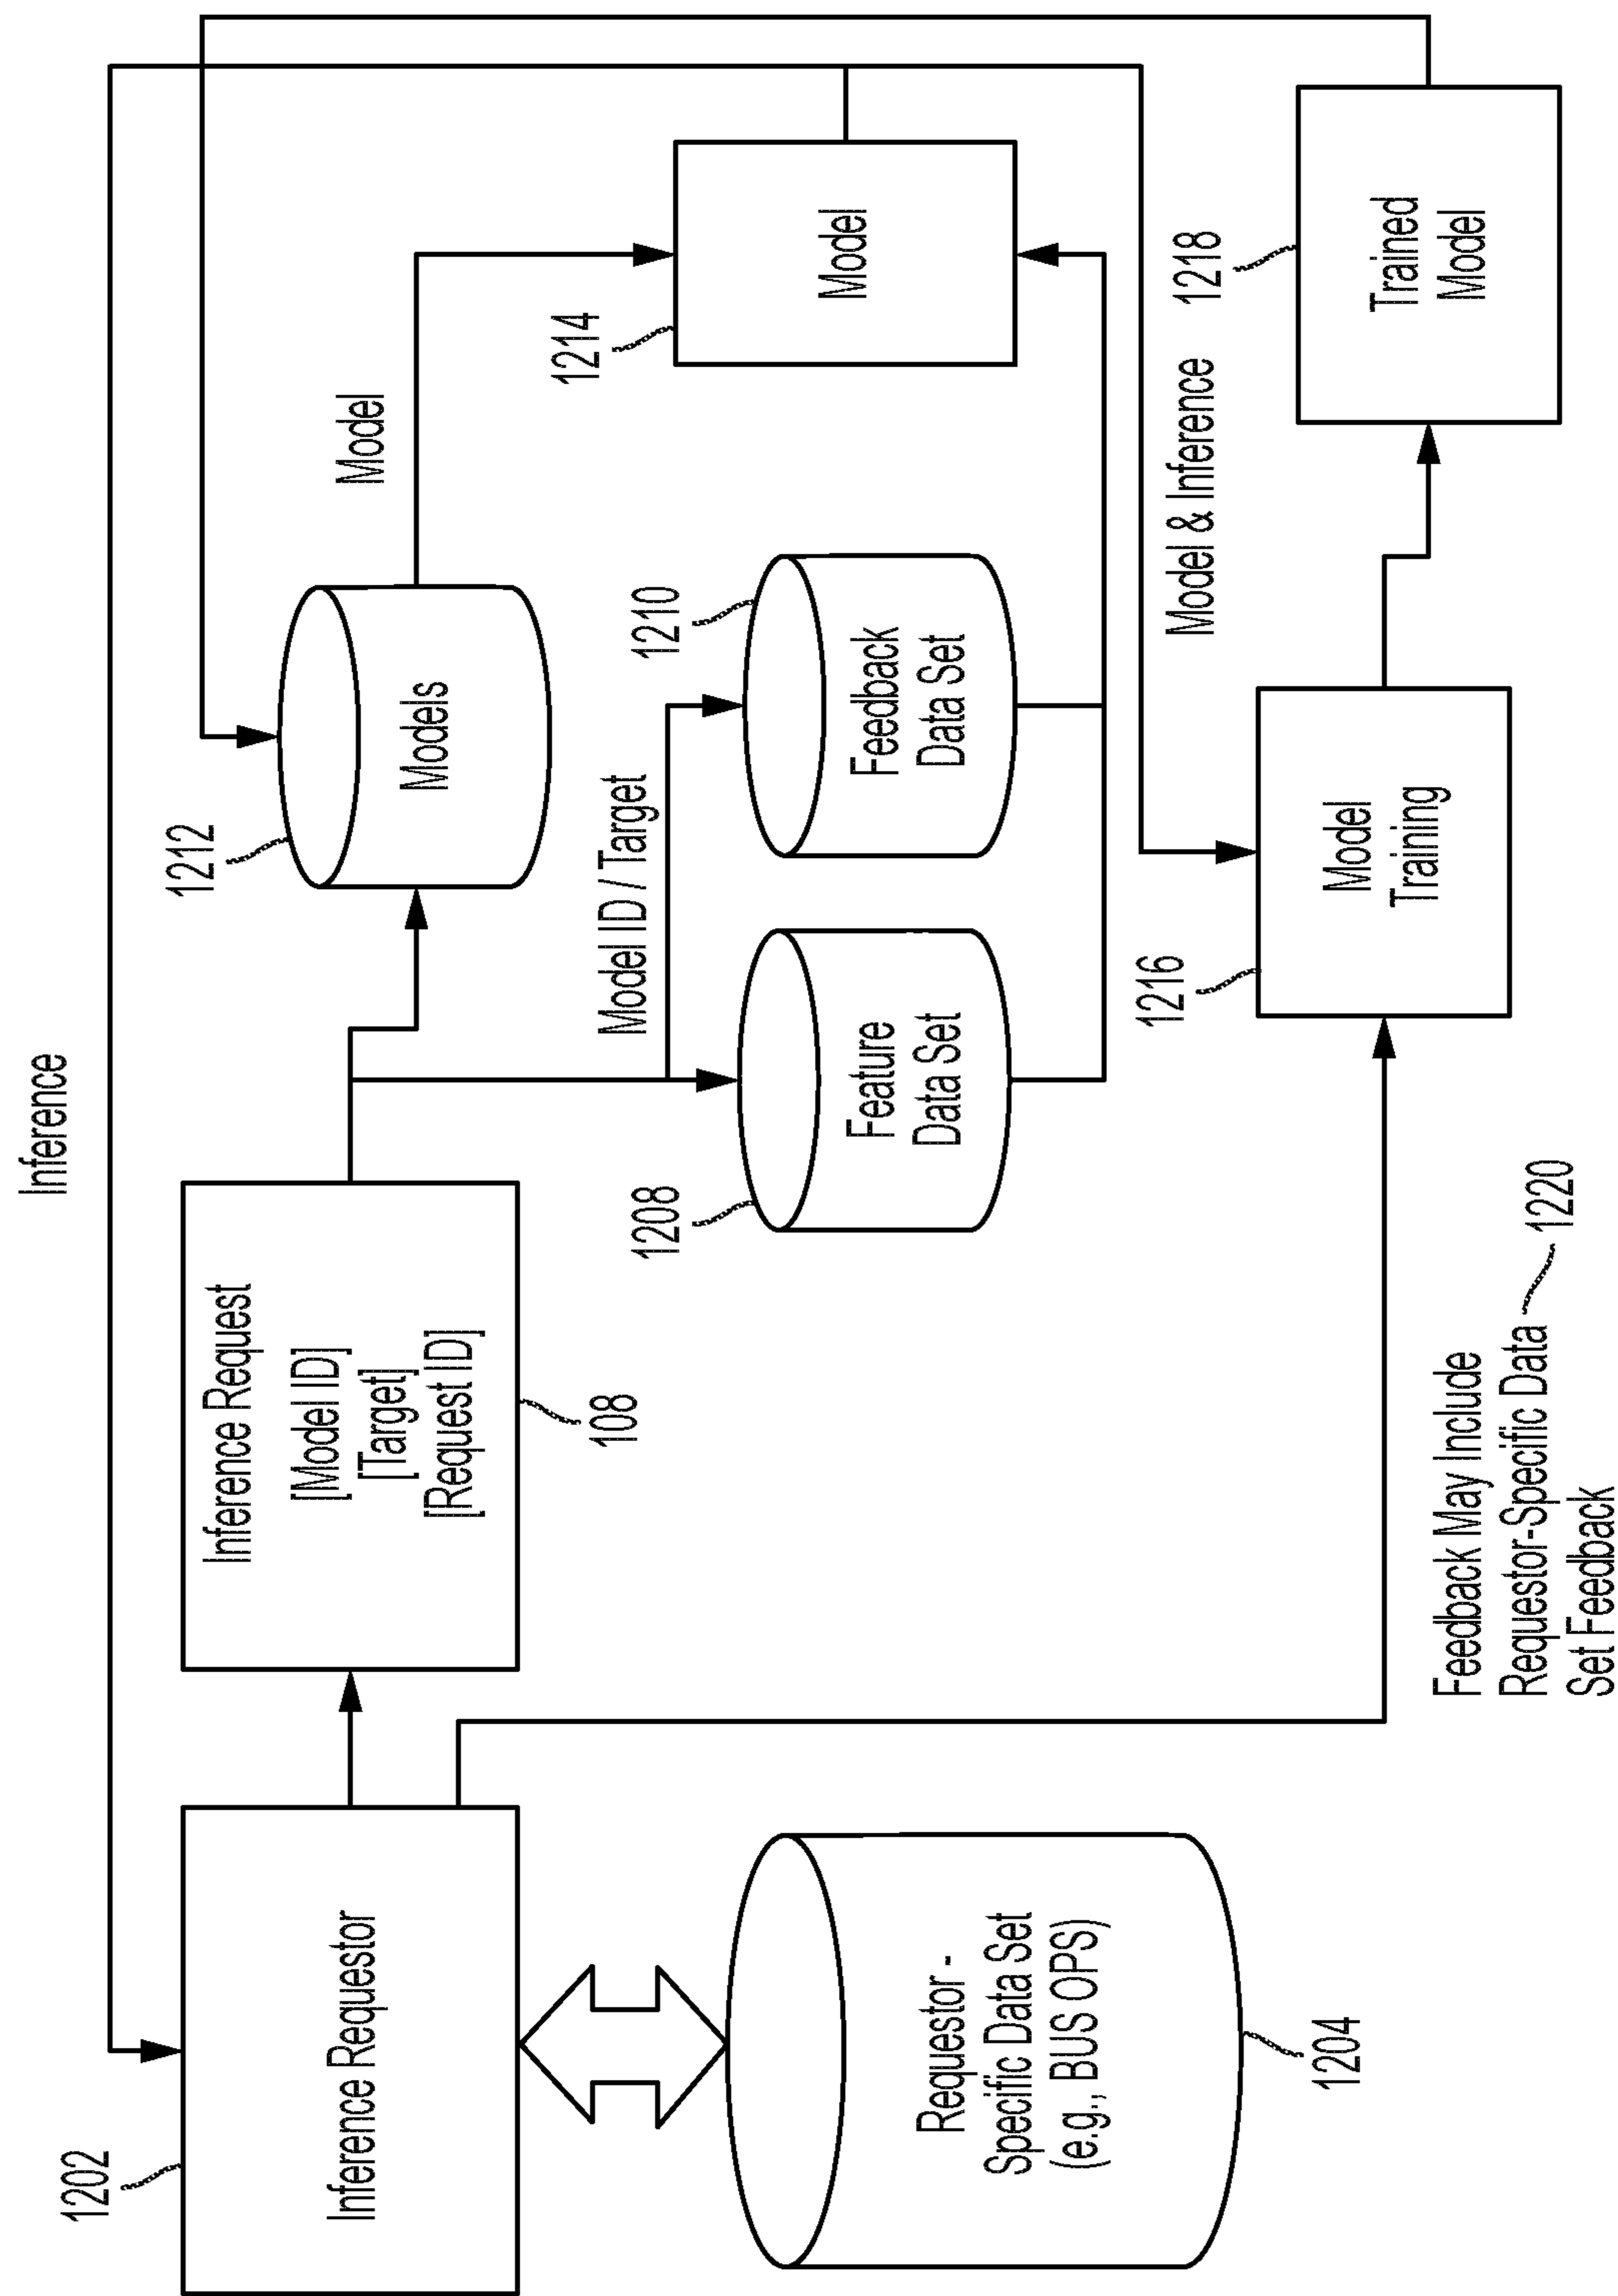 Inference
1202
Inference Requestor
Inference Request
[Model ID]
[Target]
[Request ID]
108
1212
Models
Model
Model ID / Target
1208
Feature
Data Set
1210
Feedback
Data Set
1214
Model
Requestor -
Specific Data Set
(e.g., BUS OPS)
1204
Model & Inference
1216
Model
Training
1218
Trained
Model
Feedback May Include
Requestor-Specific Data
Set Feedback
1220